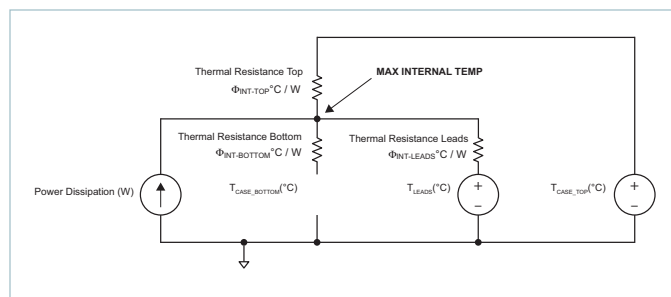 Thermal Resistance Top
MAX INTERNAL TEMP
ΦINT-TOP°C / W
Thermal Resistance Bottom
ΦINT-BOTTOM°C / W
Thermal Resistance Leads
ΦINT-LEADS°C / W
Power Dissipation (W)
TCASE_BOTTOM(°C)
TLEADS(°C)
TCASE_TOP(°C)
+
–
+
–